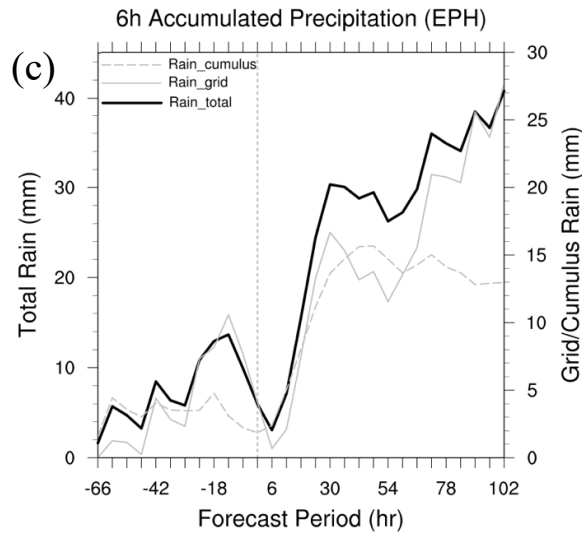 6h Accumulated Precipitation (EPH)
(c)
Rain_cumulus
Rain_grid
Rain_total
Total Rain (mm)
0
10
20
30
40
Grid/Cumulus Rain (mm)
0
5
10
15
20
25
30
-66 -42 -18 6 30 54 78 102
Forecast Period (hr)